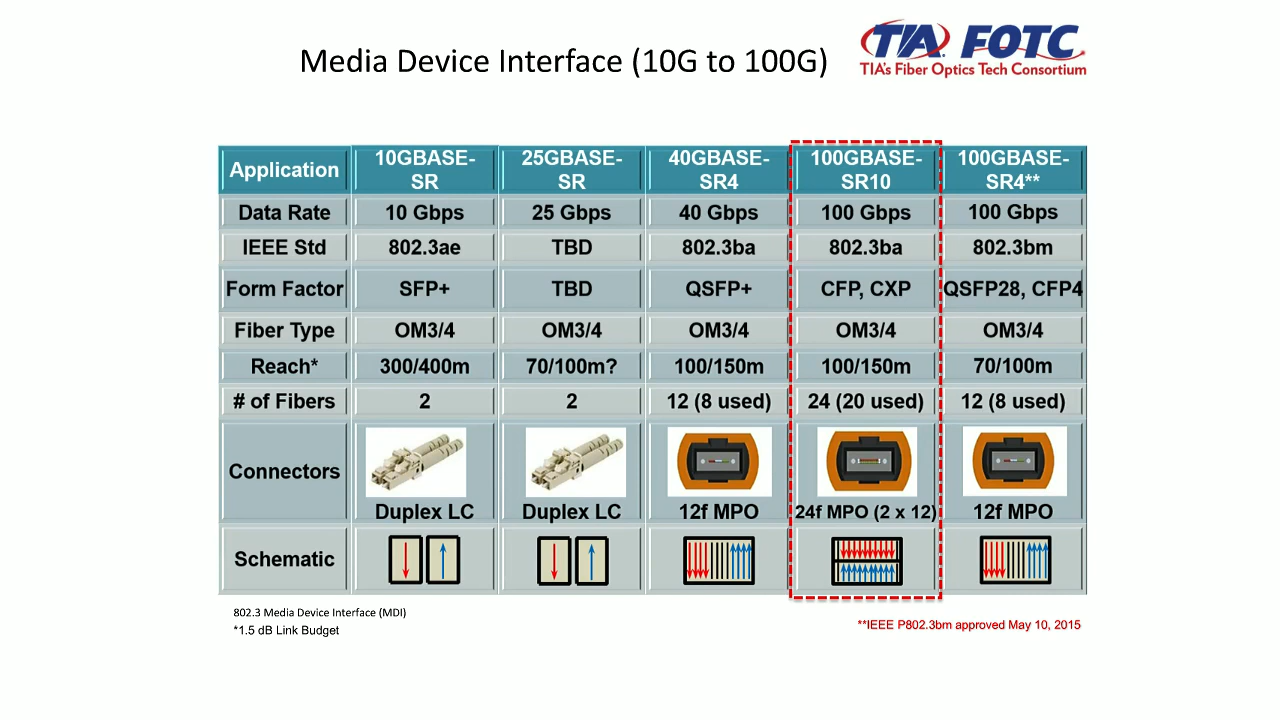 Media Device Interface (10G to 100G)
TIA FOTC
TIA's Fiber Optics Tech Consortium
Application 10GBASE-SR 25GBASE-SR 40GBASE-SR4 100GBASE-SR10 100GBASE-SR4**
Data Rate 10 Gbps 25 Gbps 40 Gbps 100 Gbps 100 Gbps
IEEE Std 802.3ae TBD 802.3ba 802.3ba 802.3bm
Form Factor SFP+ TBD QSFP+ CFP, CXP QSFP28, CFP4
Fiber Type OM3/4 OM3/4 OM3/4 OM3/4 OM3/4
Reach* 300/400m 70/100m? 100/150m 100/150m 70/100m
# of Fibers 2 2 12 (8 used) 24 (20 used) 12 (8 used)
Connectors Duplex LC Duplex LC 12f MPO 24f MPO (2 x 12) 12f MPO
Schematic
802.3 Media Device Interface (MDI)
*1.5 dB Link Budget
**IEEE P802.3bm approved May 10, 2015